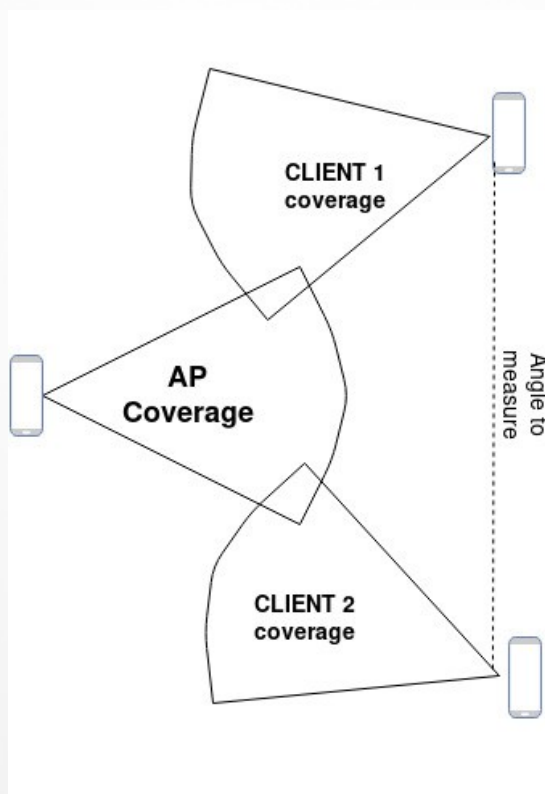 CLIENT 1
coverage
AP
Coverage
Angle to
measure
CLIENT 2
coverage